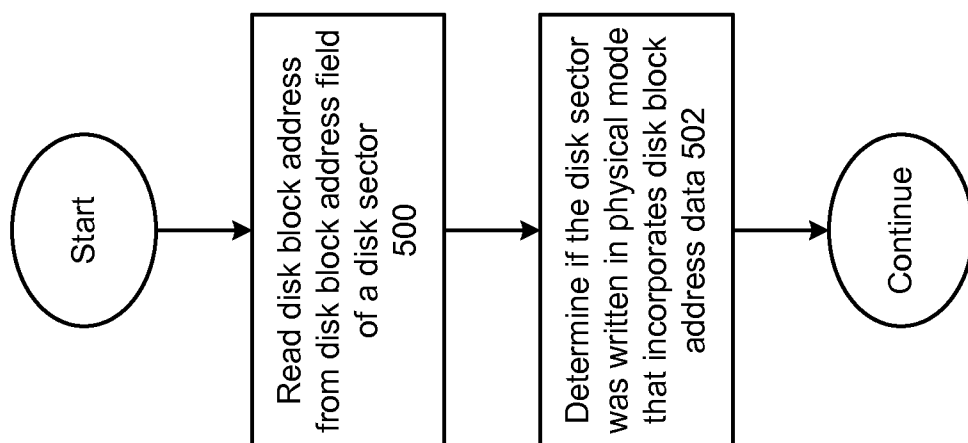 Start
Read disk block address
from disk block address field
of a disk sector
500
Determine if the disk sector
was written in physical mode
that incorporates disk block
address data 502
Continue